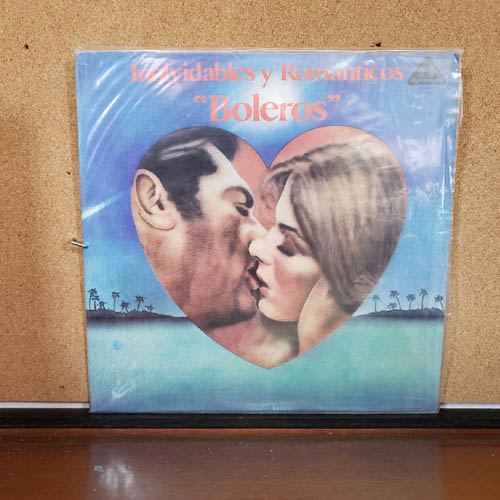 Inolvidables y Romanticos
"Boleros"